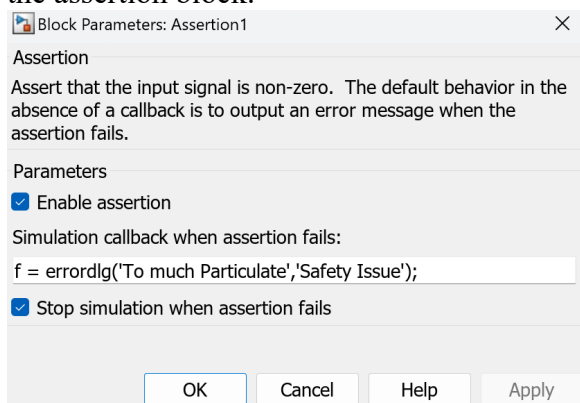 the assertion block.
Block Parameters: Assertion1
Assertion
Assert that the input signal is non-zero. The default behavior in the
absence of a callback is to output an error message when the
assertion fails.
Parameters
Enable assertion
Simulation callback when assertion fails:
f = errordlg('To much Particulate','Safety Issue');
Stop simulation when assertion fails
OK Cancel Help Apply